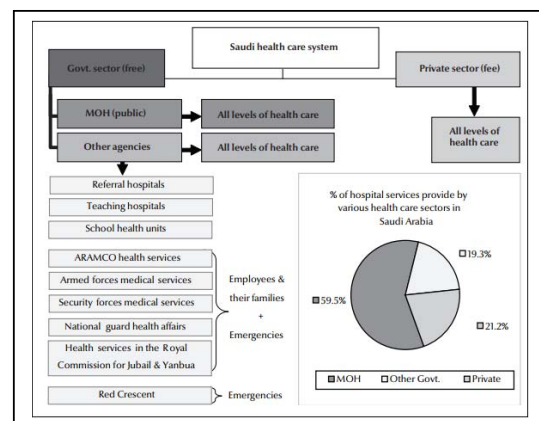 Saudi health care system
Govt. sector (free)
Private sector (fee)
MOH (public)
All levels of health care
Other agencies
All levels of health care
All levels of
health care
Referral hospitals
Teaching hospitals
School health units
ARAMCO health services
Armed forces medical services
Security forces medical services
National guard health affairs
Health services in the Royal
Commission for Jubail & Yanbua
Employees &
their families
+
Emergencies
Red Crescent
Emergencies
% of hospital services provide by
various health care sectors in
Saudi Arabia
19.3%
59.5%
21.2%
MOH
Other Govt.
Private